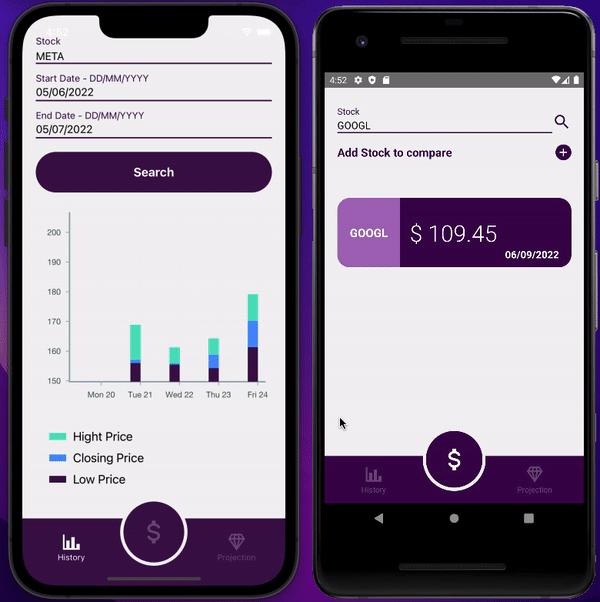 4:52
Stock
META
Start Date - DD/MM/YYYY
05/06/2022
End Date - DD/MM/YYYY
05/07/2022
Search
200
190
180
170
160
150
Mon 20
Tue 21
Wed 22
Thu 23
Fri 24
Hight Price
Closing Price
Low Price
$
History
Projection
4:52
Stock
GOOGL
Add Stock to compare
GOOGL
$ 109.45
06/09/2022
$
History
Projection